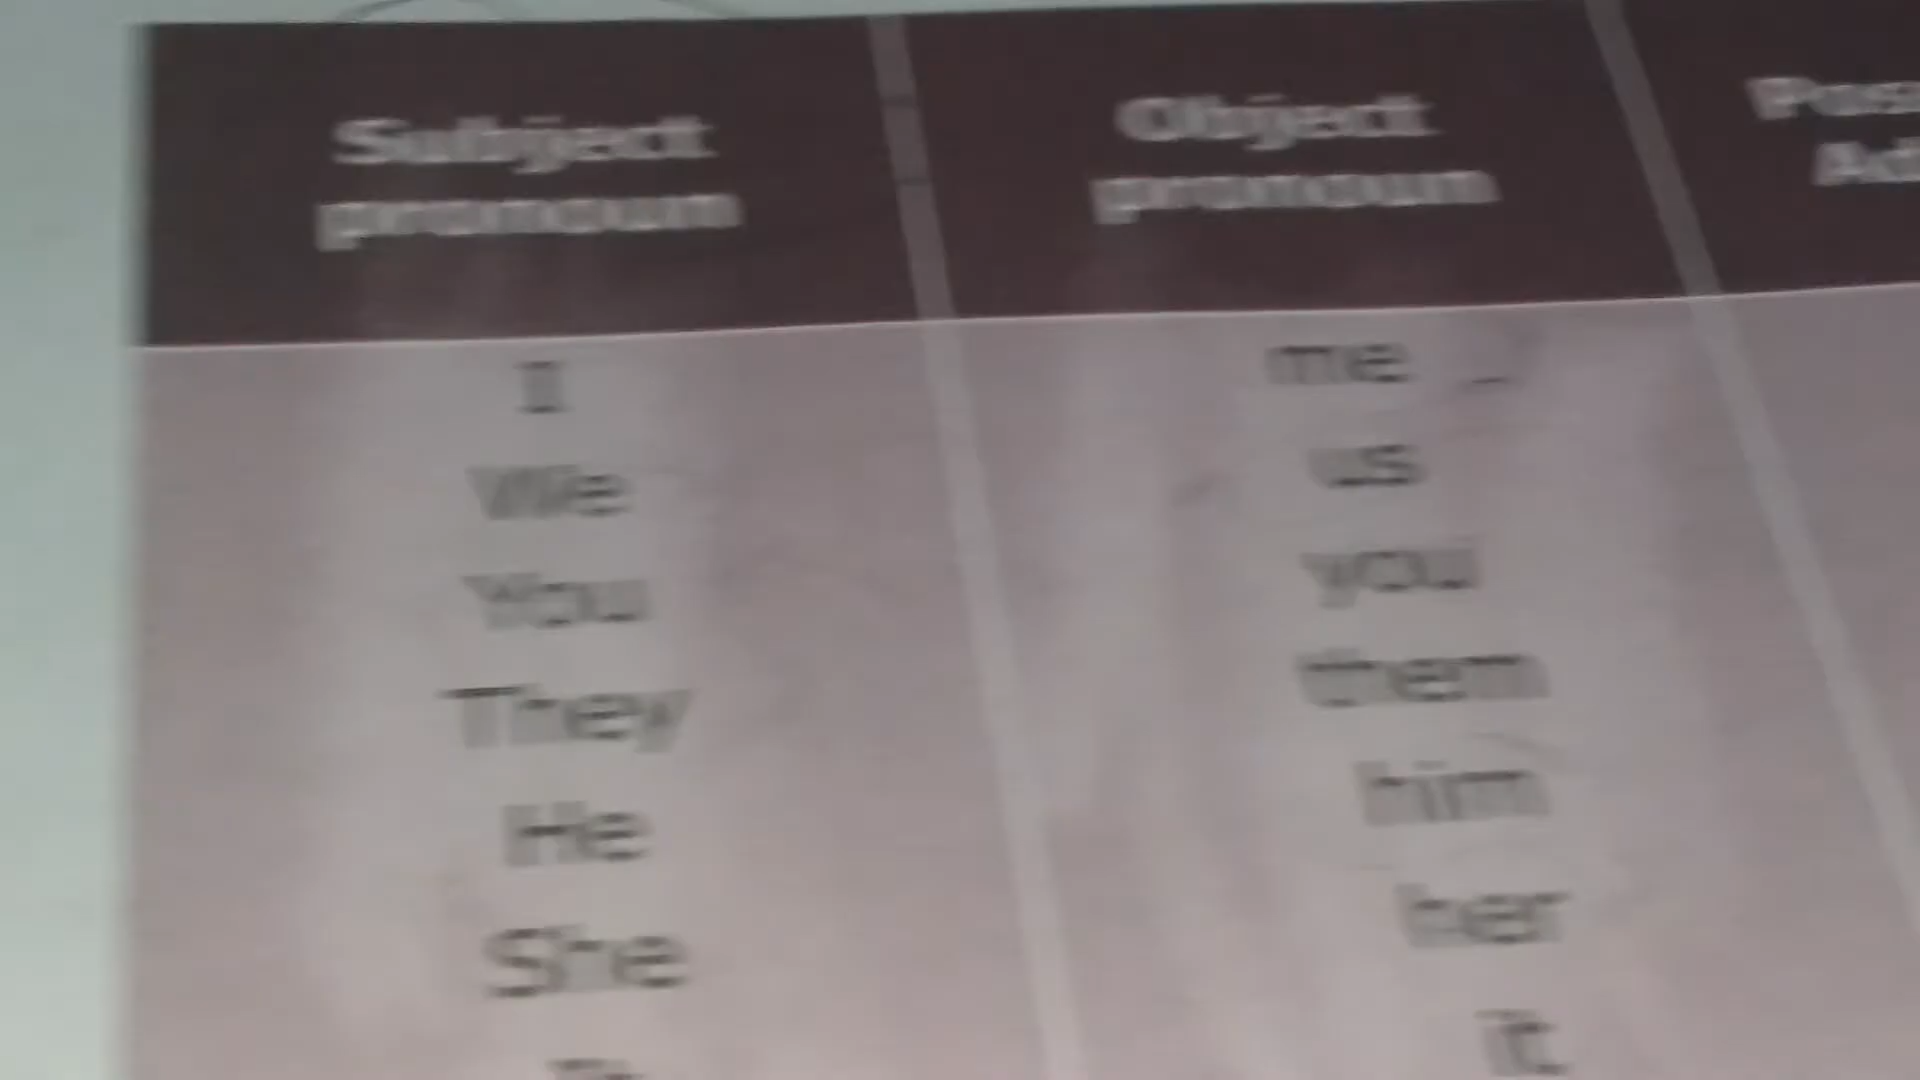 Subject
pronoun
Object
pronoun
I
me
We
us
You
you
They
them
He
him
She
her
it